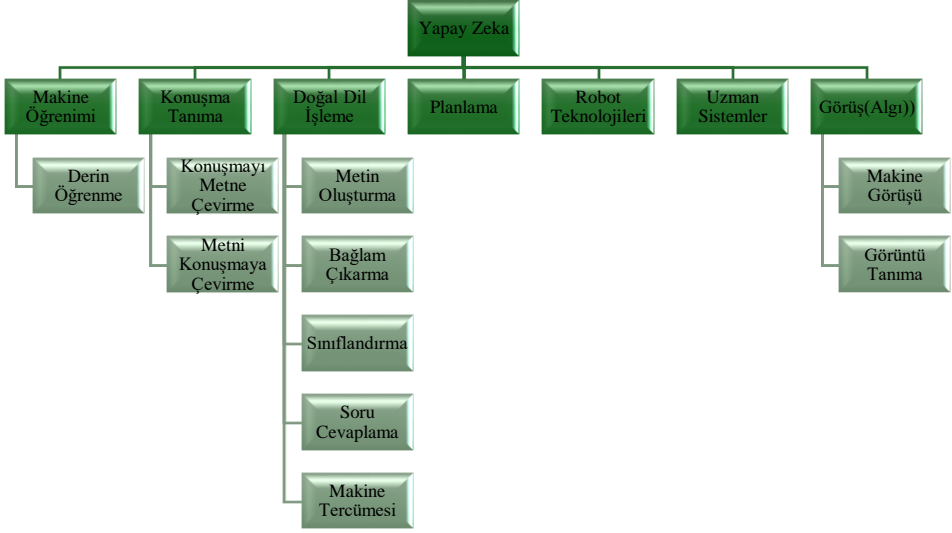 Yapay Zeka
Makine
Öğrenimi
Konuşma
Tanıma
Doğal Dil
İşleme
Planlama
Robot
Teknolojileri
Uzman
Sistemler
Görüş(Algı))
Derin
Öğrenme
Konuşmayı
Metne
Çevirme
Metni
Konuşmaya
Çevirme
Metin
Oluşturma
Bağlam
Çıkarma
Sınıflandırma
Soru
Cevaplama
Makine
Tercümesi
Makine
Görüşü
Görüntü
Tanıma